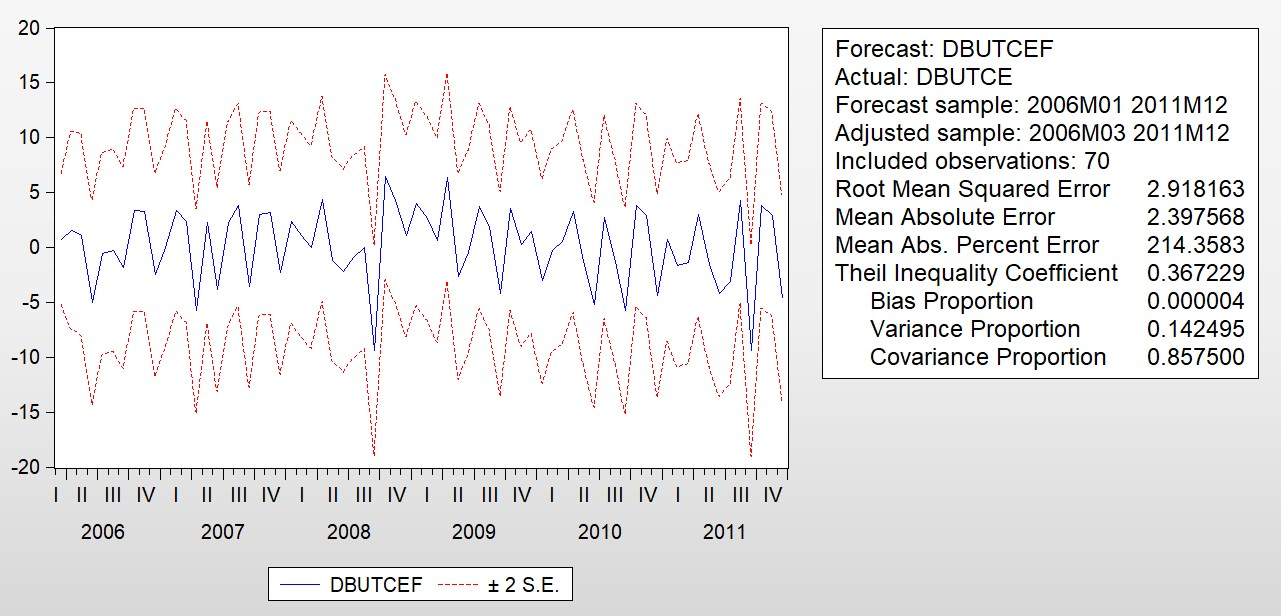 20
15
10
5
0
-5
-10
-15
-20
I II III IV I II III IV I II III IV I II III IV I II III IV I II III IV
2006 2007 2008 2009 2010 2011
DBUTCEF ± 2 S.E.
Forecast: DBUTCEF
Actual: DBUTCE
Forecast sample: 2006M01 2011M12
Adjusted sample: 2006M03 2011M12
Included observations: 70
Root Mean Squared Error 2.918163
Mean Absolute Error 2.397568
Mean Abs. Percent Error 214.3583
Theil Inequality Coefficient 0.367229
Bias Proportion 0.000004
Variance Proportion 0.142495
Covariance Proportion 0.857500